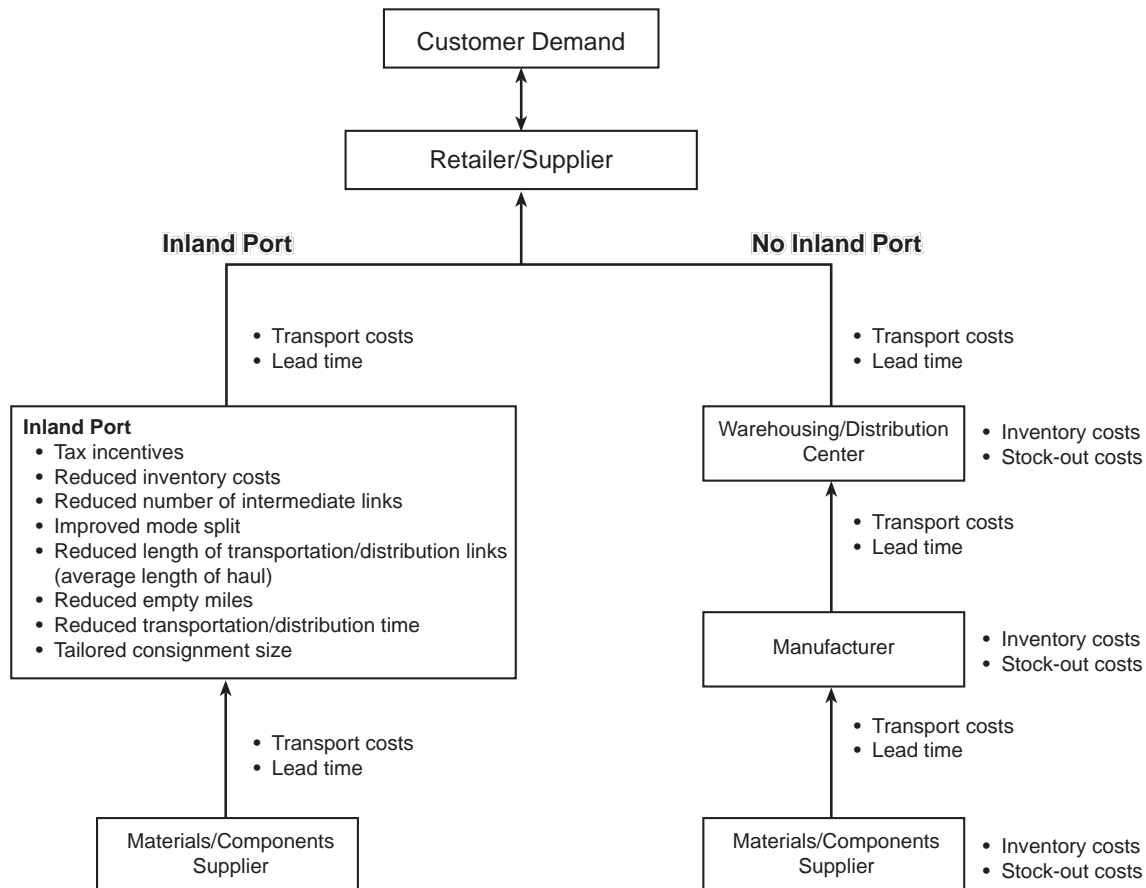 Customer Demand
Retailer/Supplier
Inland Port
No Inland Port
• Transport costs
• Lead time
• Transport costs
• Lead time
Inland Port
• Tax incentives
• Reduced inventory costs
• Reduced number of intermediate links
• Improved mode split
• Reduced length of transportation/distribution links
(average length of haul)
• Reduced empty miles
• Reduced transportation/distribution time
• Tailored consignment size
Warehousing/Distribution
Center
• Inventory costs
• Stock-out costs
• Transport costs
• Lead time
Manufacturer
• Inventory costs
• Stock-out costs
• Transport costs
• Lead time
• Transport costs
• Lead time
Materials/Components
Supplier
Materials/Components
Supplier
• Inventory costs
• Stock-out costs